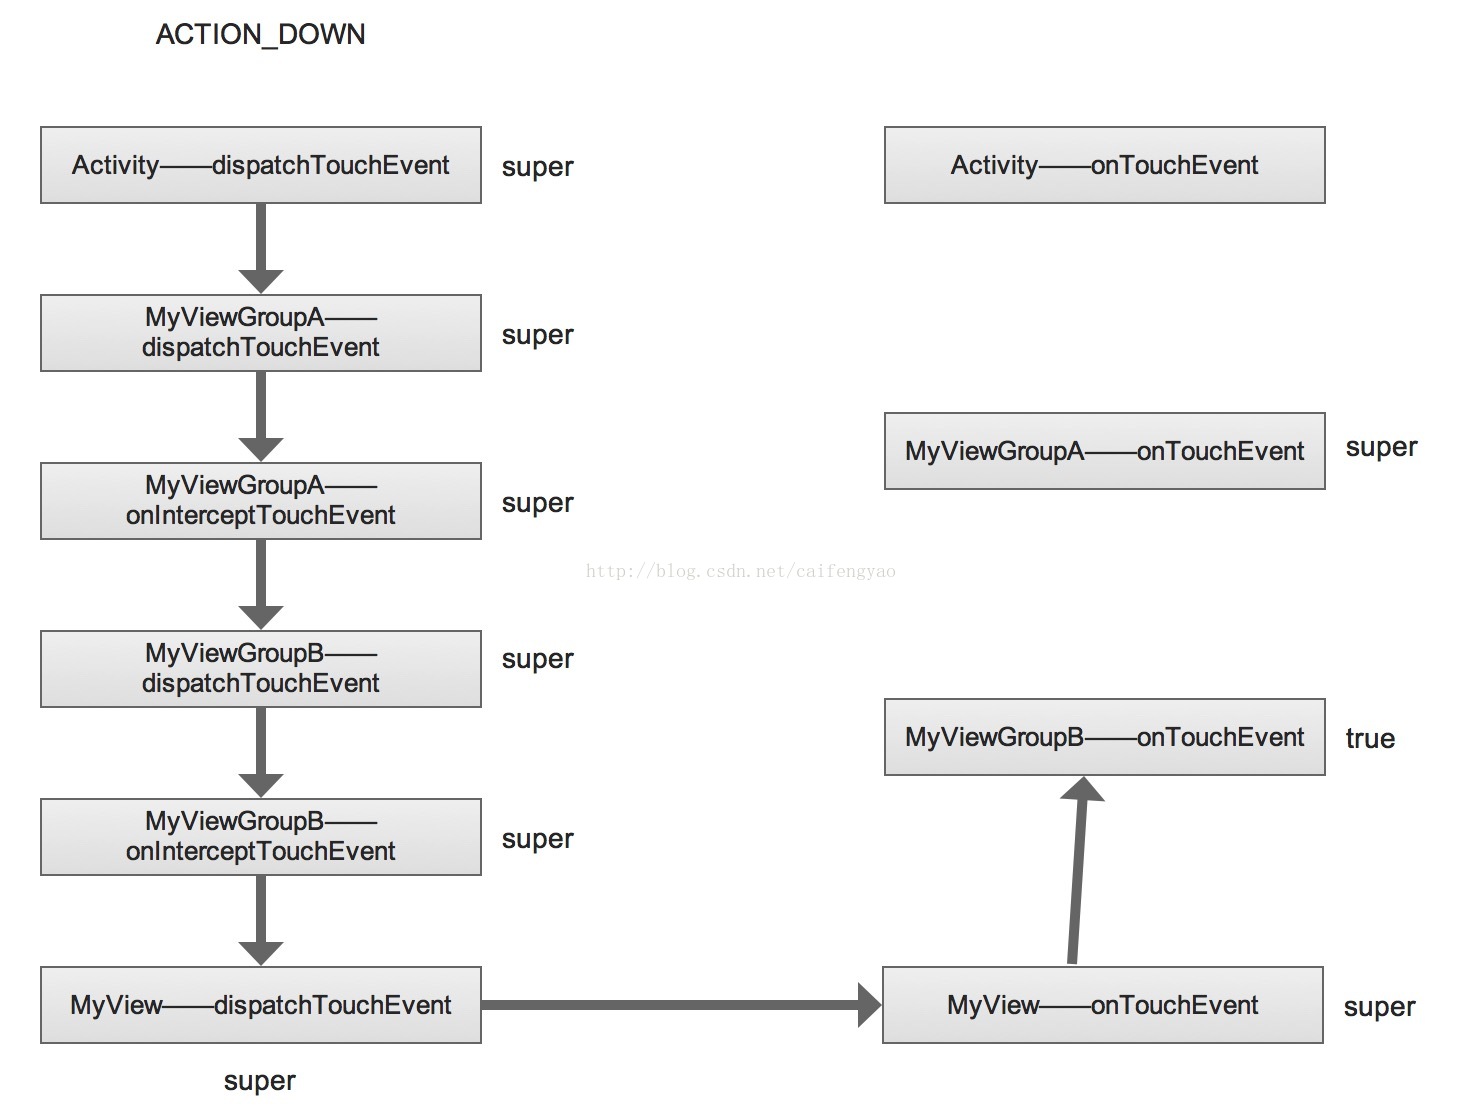 ACTION_DOWN
Activity——dispatchTouchEvent
super
Activity——onTouchEvent
MyViewGroupA——
dispatchTouchEvent
super
MyViewGroupA——onTouchEvent
super
MyViewGroupA——
onInterceptTouchEvent
super
http://blog.csdn.net/caifengyao
MyViewGroupB——
dispatchTouchEvent
super
MyViewGroupB——onTouchEvent
true
MyViewGroupB——
onInterceptTouchEvent
super
MyView——dispatchTouchEvent
super
MyView——onTouchEvent
super